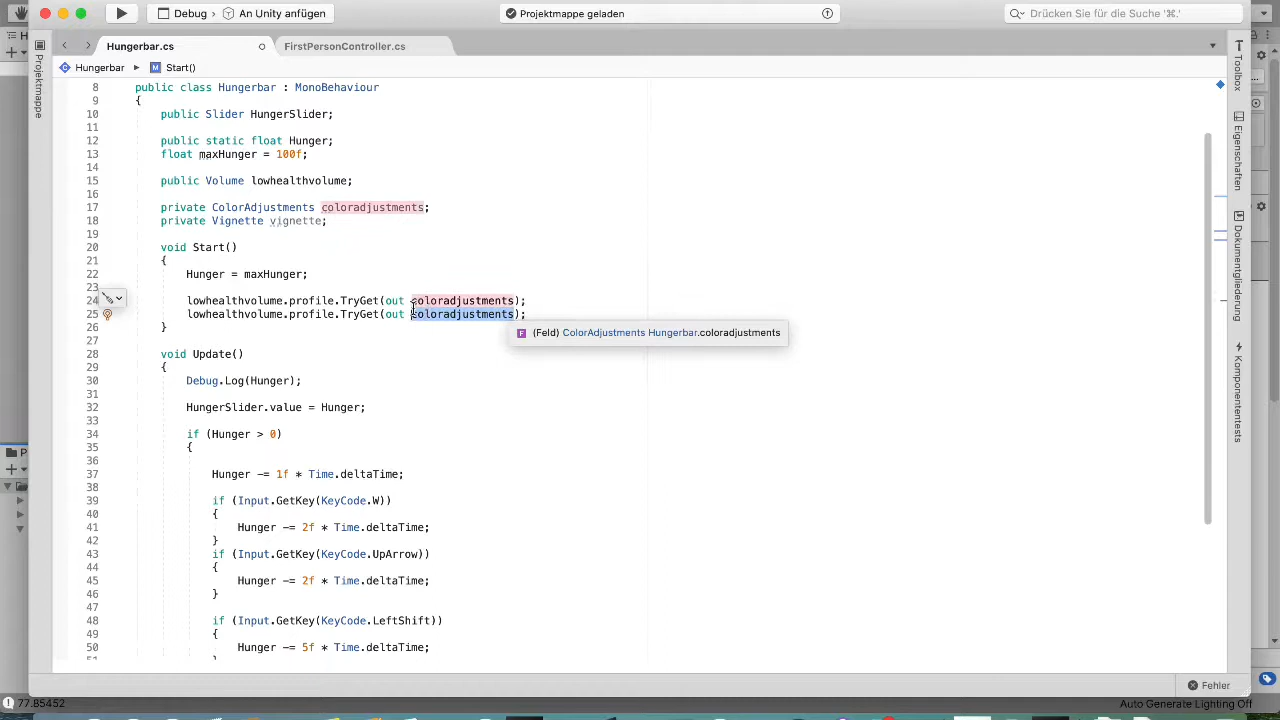 Debug
An Unity anfügen
Projektmappe geladen
Drücken Sie für die Suche '⌘.'
Hungerbar.cs
FirstPersonController.cs
Hungerbar
Start()
Projektmappe
Toolbox
Eigenschaften
Dokumentgliederung
Komponententests
8 public class Hungerbar : MonoBehaviour
9 {
10 public Slider HungerSlider;
11
12 public static float Hunger;
13 float maxHunger = 100f;
14
15 public Volume lowhealthvolume;
16
17 private ColorAdjustments coloradjustments;
18 private Vignette vignette;
19
20 void Start()
21 {
22 Hunger = maxHunger;
23
24 lowhealthvolume.profile.TryGet(out coloradjustments);
25 lowhealthvolume.profile.TryGet(out coloradjustments);
26 }
(Feld) ColorAdjustments Hungerbar.coloradjustments
27
28 void Update()
29 {
30 Debug.Log(Hunger);
31
32 HungerSlider.value = Hunger;
33
34 if (Hunger > 0)
35 {
36
37 Hunger -= 1f * Time.deltaTime;
38
39 if (Input.GetKey(KeyCode.W))
40 {
41 Hunger -= 2f * Time.deltaTime;
42 }
43 if (Input.GetKey(KeyCode.UpArrow))
44 {
45 Hunger -= 2f * Time.deltaTime;
46 }
47
48 if (Input.GetKey(KeyCode.LeftShift))
49 {
50 Hunger -= 5f * Time.deltaTime;
51 }
Fehler
77.85452
Auto Generate Lighting Off